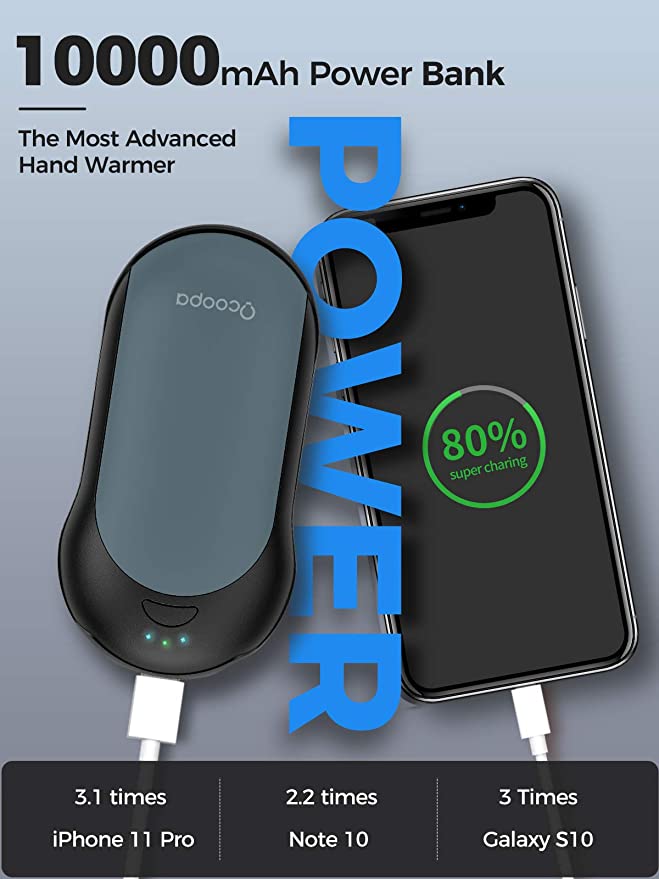 10000mAh Power Bank
The Most Advanced
Hand Warmer
POWER
Ocoopa
80%
super charing
3.1 times
iPhone 11 Pro
2.2 times
Note 10
3 Times
Galaxy S10